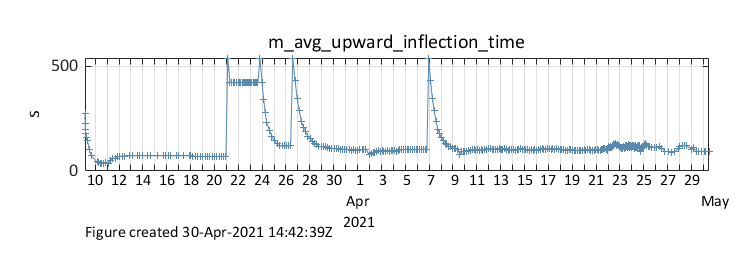 m_avg_upward_inflection_time
500
s
0
10 12 14 16 18 20 22 24 26 28 30 1 3 5 7 9 11 13 15 17 19 21 23 25 27 29
Apr May
2021
Figure created 30-Apr-2021 14:42:39Z